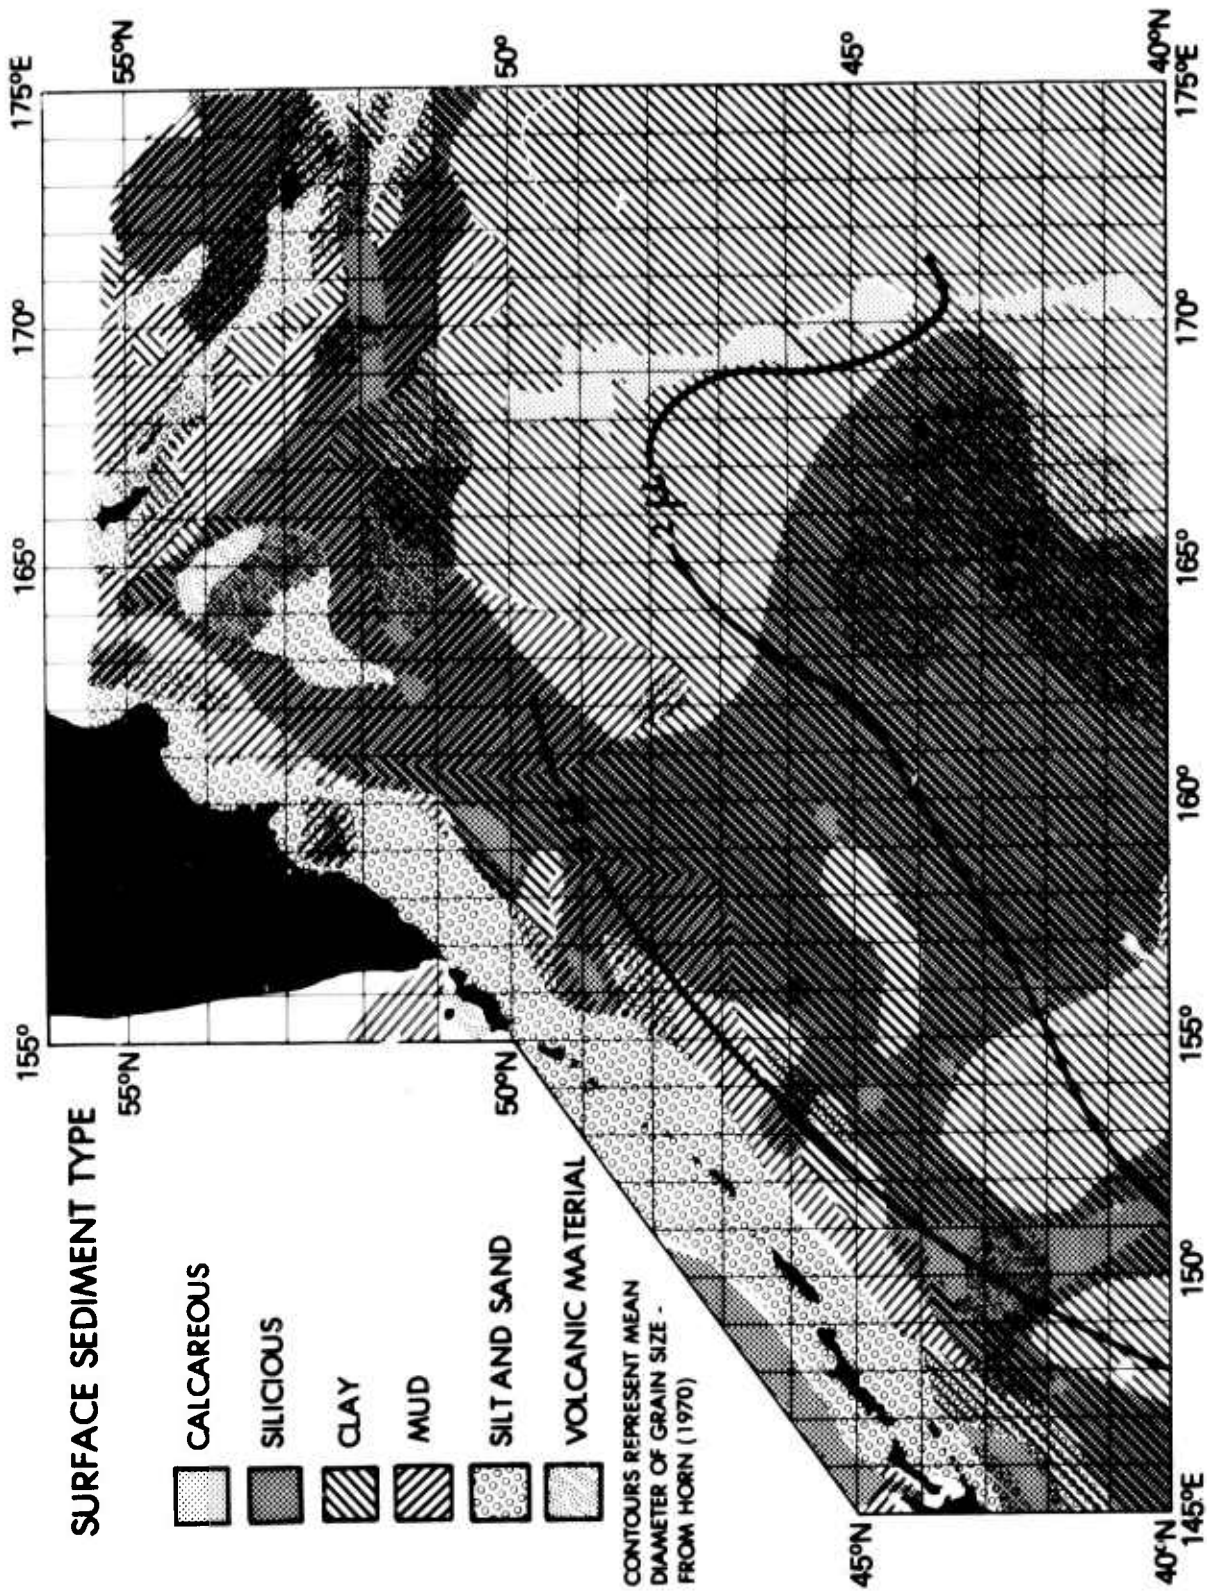 SURFACE SEDIMENT TYPE
CALCAREOUS
SILICIOUS
CLAY
MUD
SILT AND SAND
VOLCANIC MATERIAL
CONTOURS REPRESENT MEAN
DIAMETER OF GRAIN SIZE -
FROM HORN (1970)
155°
160°
165°
170°
175°E
55°N
55°N
50°N
50°
45°N
45°
40°N
40°N
145°E
150°
155°
160°
165°
170°
175°E
2μ